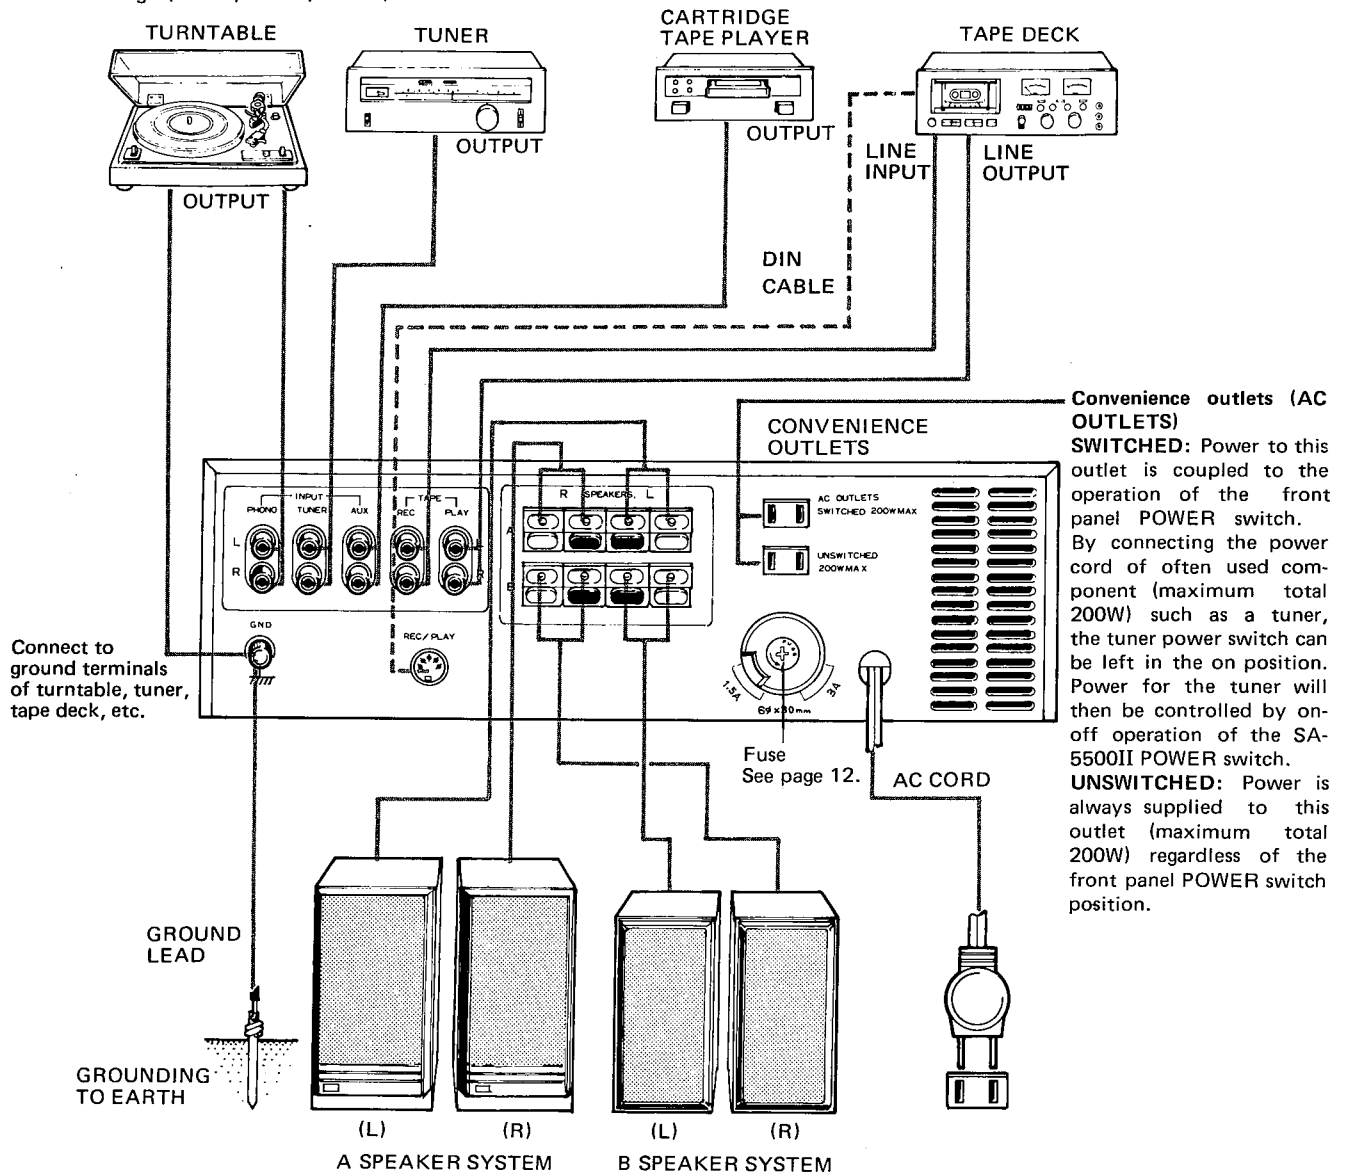 TURNTABLE
TUNER
CARTRIDGE
TAPE PLAYER
TAPE DECK
OUTPUT
OUTPUT
OUTPUT
LINE
INPUT
LINE
OUTPUT
DIN
CABLE
CONVENIENCE
OUTLETS
Convenience outlets (AC
OUTLETS)
SWITCHED: Power to this
outlet is coupled to the
operation of the front
panel POWER switch.
By connecting the power
cord of often used com-
ponent (maximum total
200W) such as a tuner,
the tuner power switch can
be left in the on position.
Power for the tuner will
then be controlled by on-
off operation of the SA-
5500II POWER switch.
UNSWITCHED: Power is
always supplied to this
outlet (maximum total
200W) regardless of the
front panel POWER switch
position.
INPUT
TAPE
PHONO
TUNER
AUX
REC
PLAY
L
R
L
R
R SPEAKERS L
A
B
AC OUTLETS
SWITCHED 200W MAX
UNSWITCHED
200W MAX
GND
REC/PLAY
1.5A
3A
6φ×30mm
Connect to
ground terminals
of turntable, tuner,
tape deck, etc.
Fuse
See page 12.
AC CORD
GROUND
LEAD
GROUNDING
TO EARTH
(L)
(R)
(L)
(R)
A SPEAKER SYSTEM
B SPEAKER SYSTEM